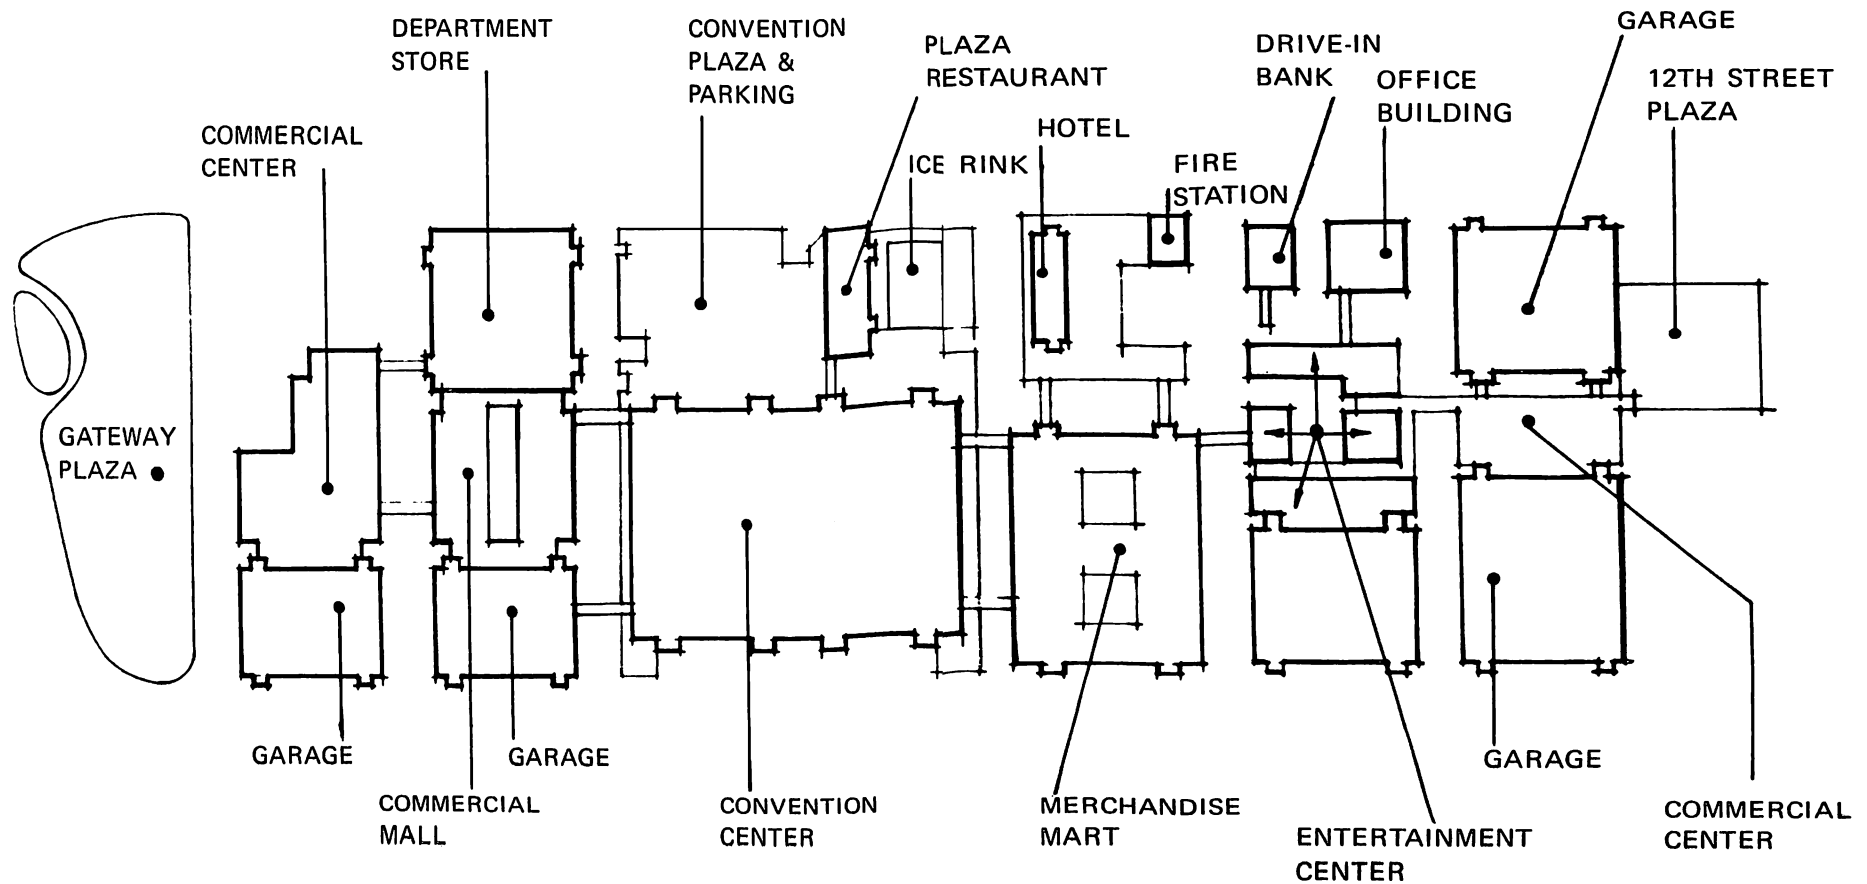 DEPARTMENT
STORE
CONVENTION
PLAZA &
PARKING
PLAZA
RESTAURANT
DRIVE-IN
BANK
OFFICE
BUILDING
GARAGE
12TH STREET
PLAZA
COMMERCIAL
CENTER
HOTEL
ICE RINK
FIRE
STATION
GATEWAY
PLAZA
GARAGE
COMMERCIAL
MALL
GARAGE
CONVENTION
CENTER
MERCHANDISE
MART
ENTERTAINMENT
CENTER
GARAGE
COMMERCIAL
CENTER